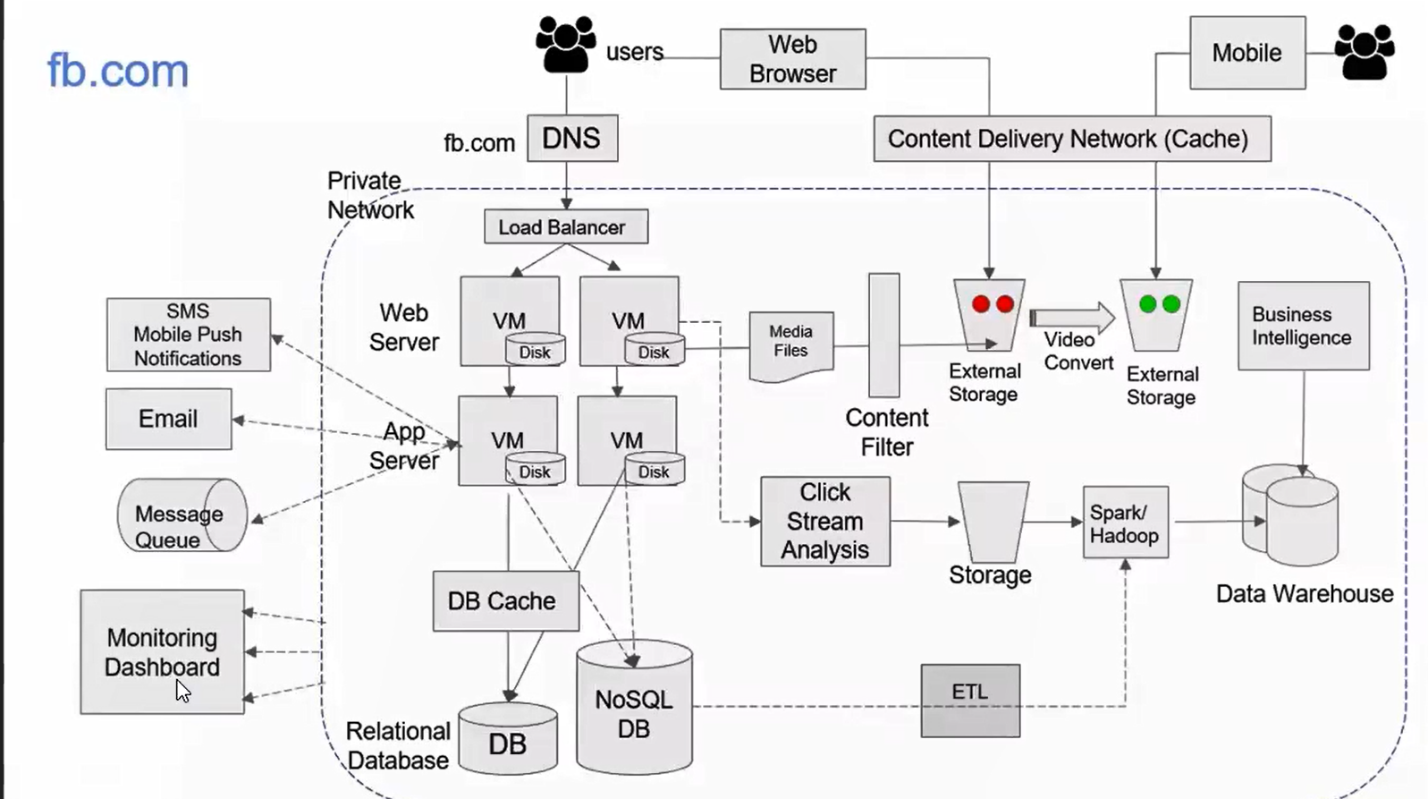 fb.com
users
Web
Browser
Mobile
fb.com
DNS
Content Delivery Network (Cache)
Private
Network
Load Balancer
Web
Server
VM
Disk
VM
Disk
Media
Files
Content
Filter
External
Storage
Video
Convert
External
Storage
Business
Intelligence
SMS
Mobile Push
Notifications
Email
Message
Queue
App
Server
VM
Disk
VM
Disk
Click
Stream
Analysis
Storage
Spark/
Hadoop
Data Warehouse
DB Cache
Monitoring
Dashboard
Relational
Database
DB
NoSQL
DB
ETL